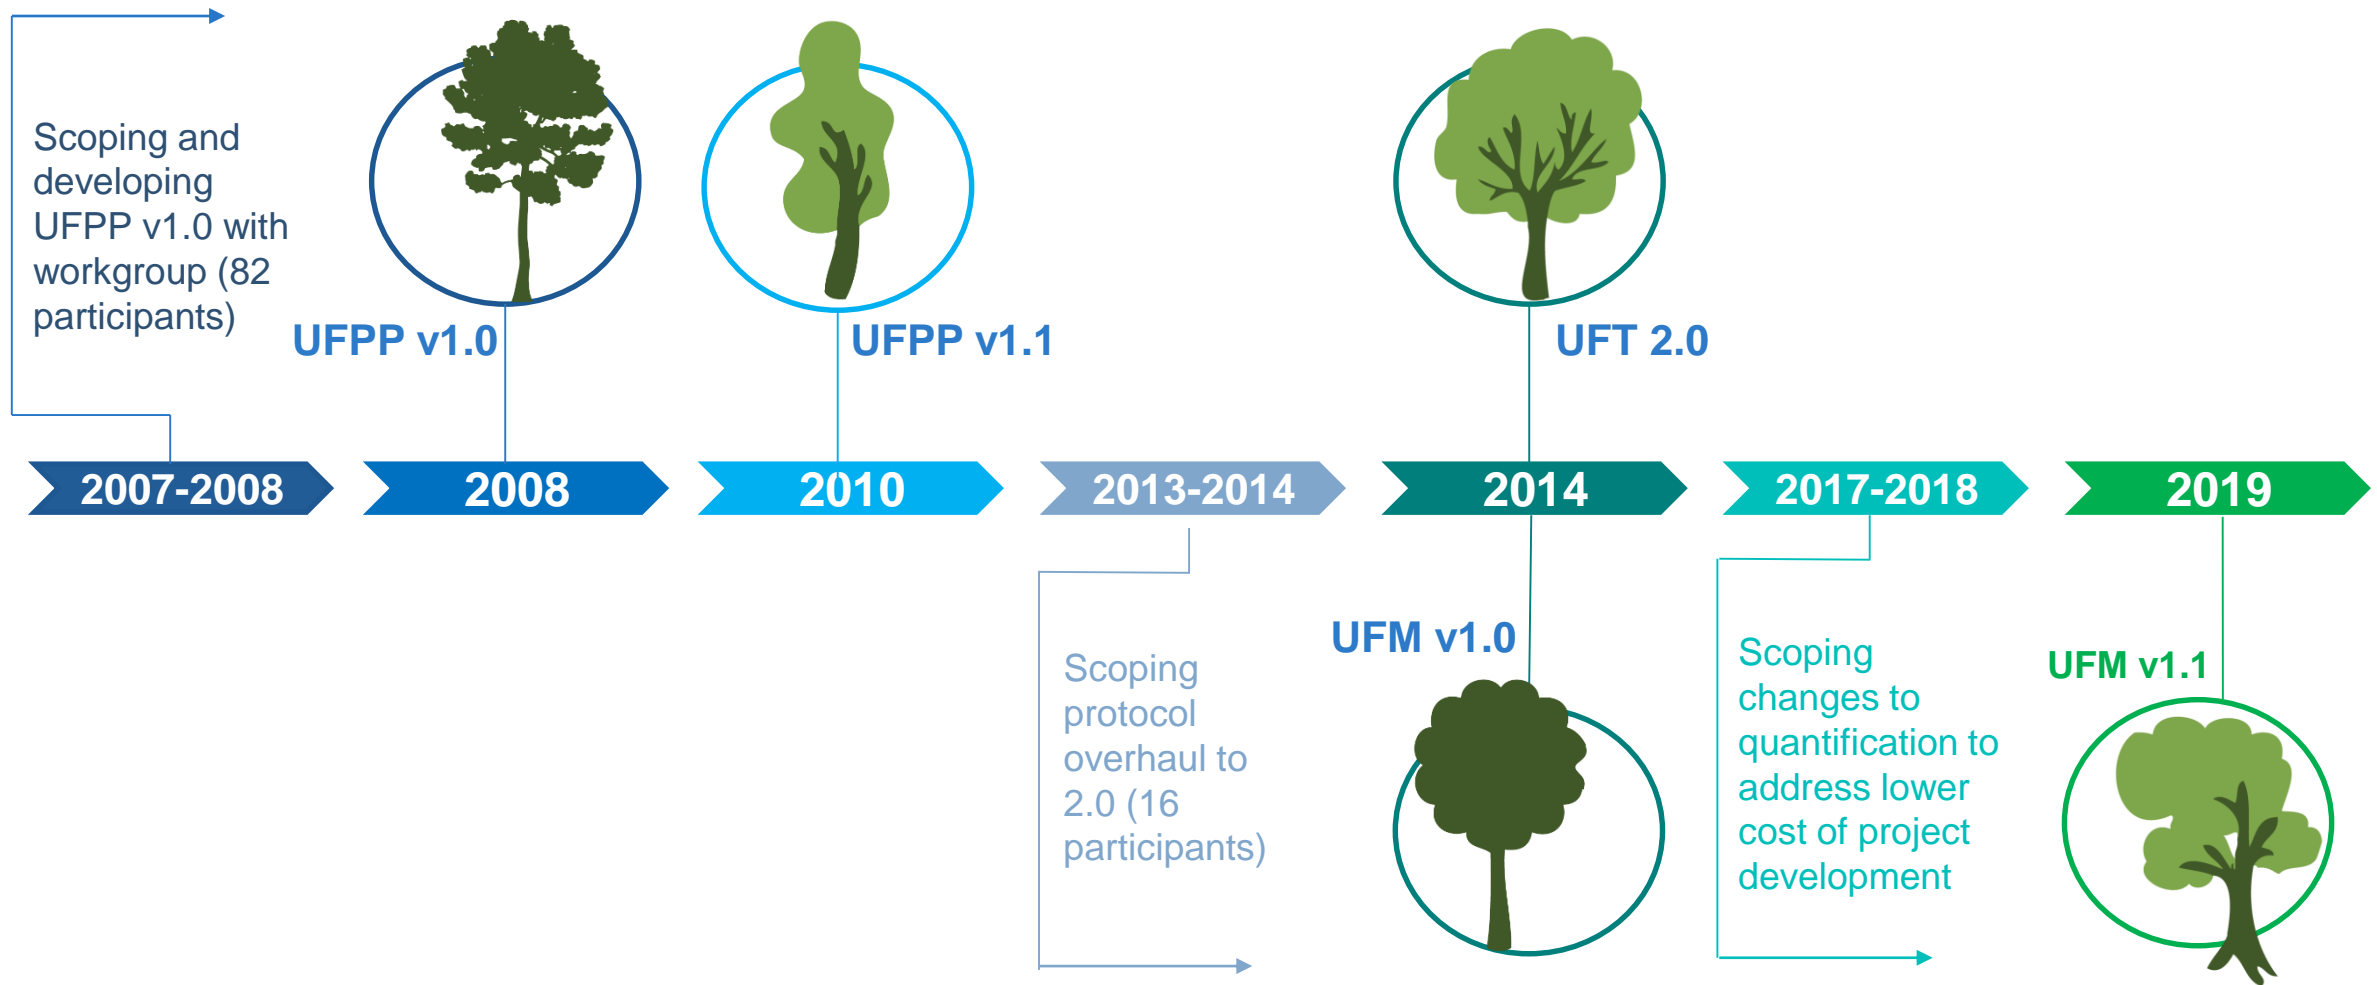 Scoping and
developing
UFPP v1.0 with
workgroup (82
participants)
UFPP v1.0
UFPP v1.1
UFT 2.0
2007-2008
2008
2010
2013-2014
2014
2017-2018
2019
Scoping
protocol
overhaul to
2.0 (16
participants)
UFM v1.0
Scoping
changes to
quantification to
address lower
cost of project
development
UFM v1.1